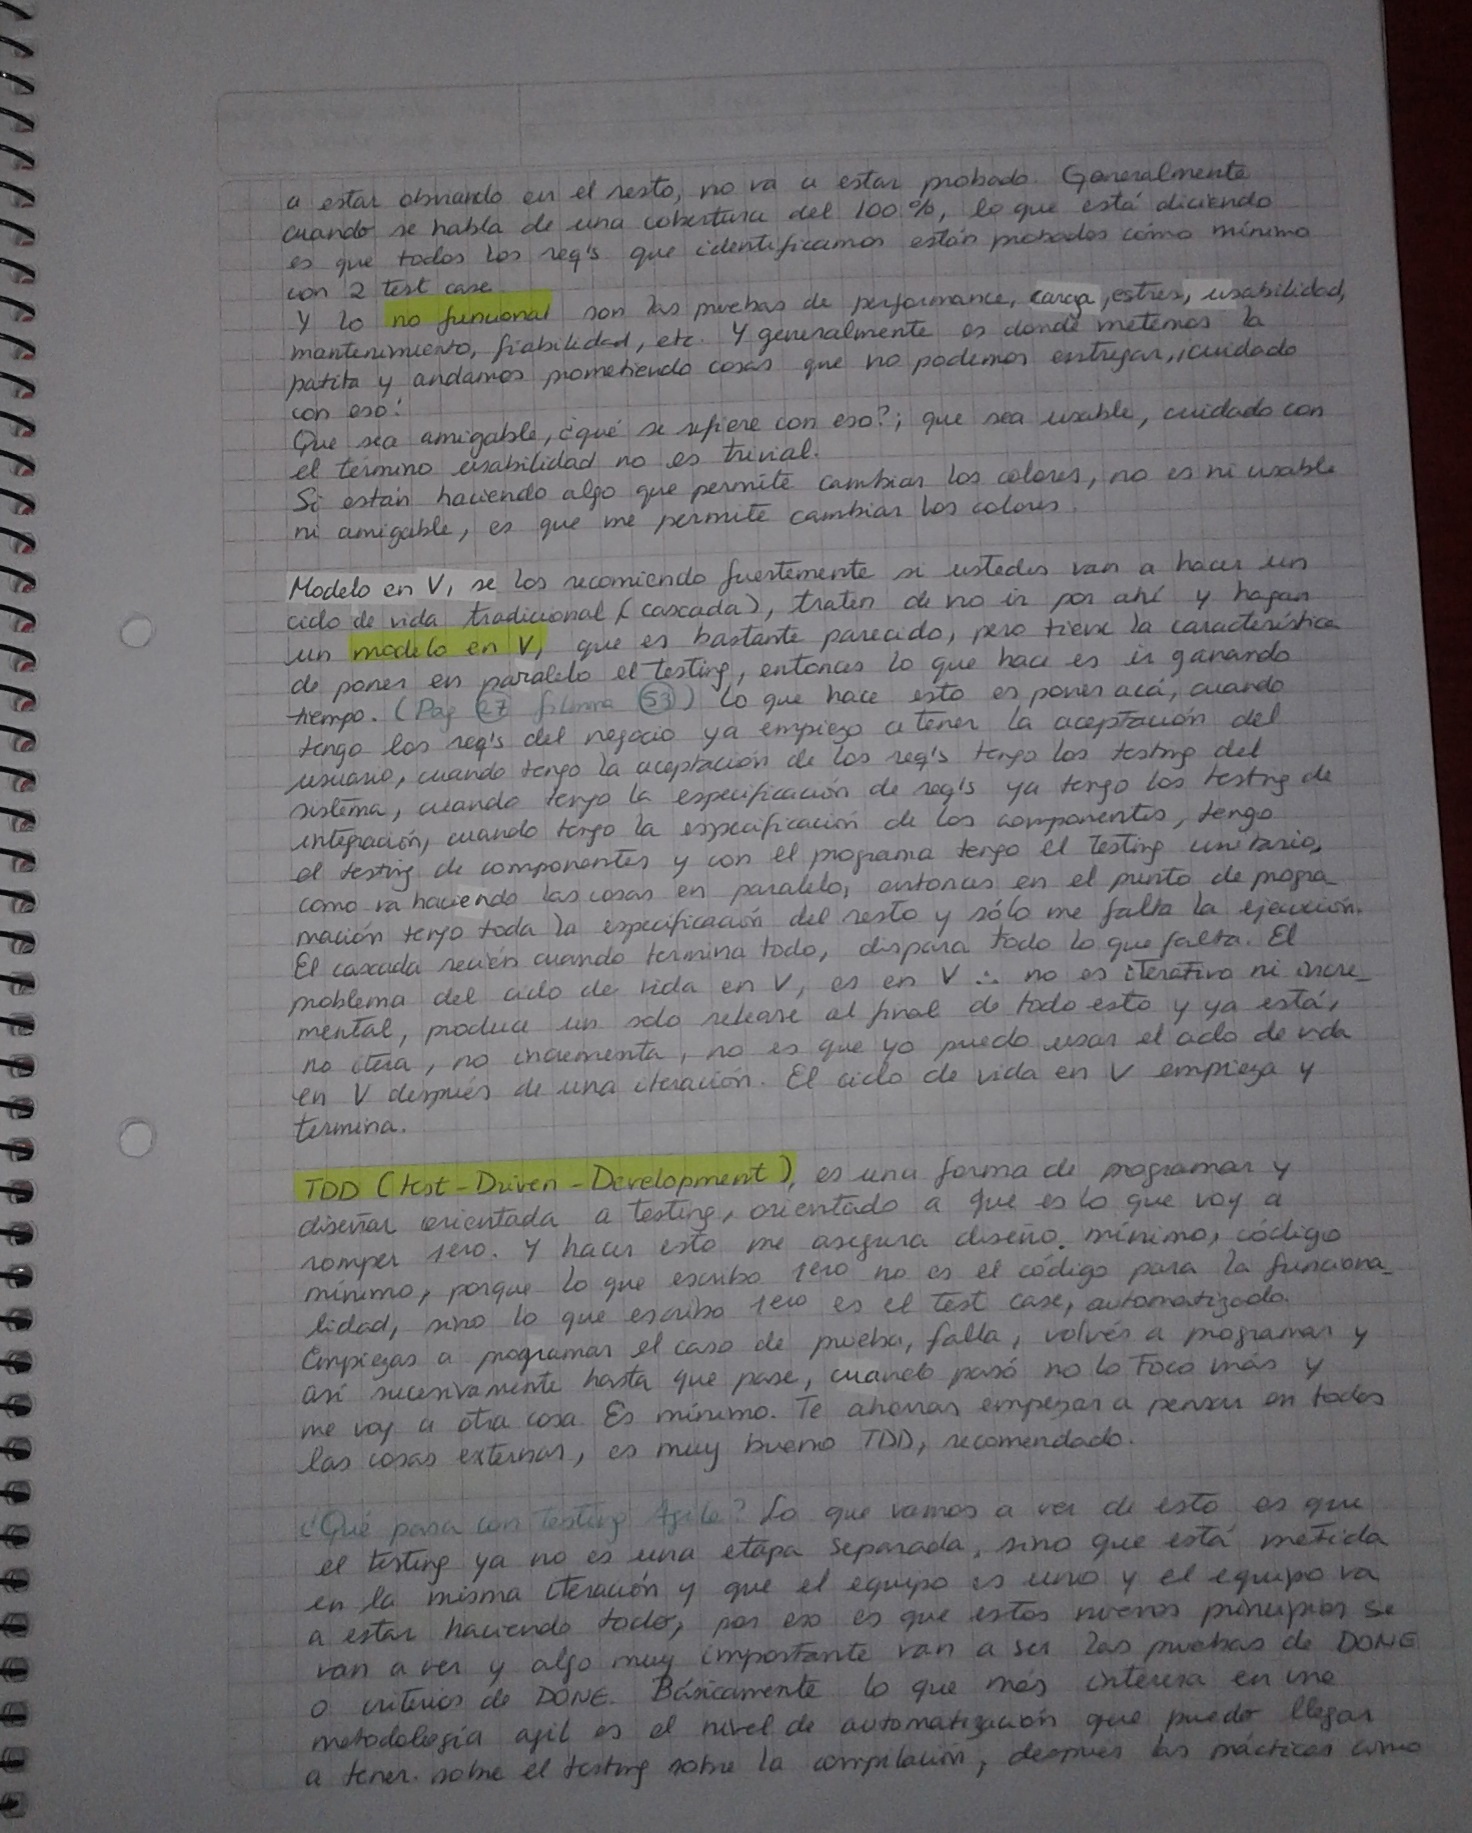 a estar obviando en el resto, no va a estar probado. Generalmente
cuando se habla de una cobertura del 100%, lo que está diciendo
es que todos los req's que identificamos están probados cómo mínimo
con 2 test case
Y lo no funcional son las pruebas de performance, carga, estres, usabilidad,
mantenimiento, fiabilidad, etc. Y generalmente es donde metemos la
patita y andamos prometiendo cosas que no podemos entregar, ¡cuidado
con eso!
Que sea amigable, ¿qué se refiere con eso?; que sea usable, cuidado con
el término usabilidad no es trivial.
Si están haciendo algo que permite cambiar los colores, no es ni usable
ni amigable, es que me permite cambiar los colores.
Modelo en V, se los recomiendo fuertemente si ustedes van a hacer un
ciclo de vida tradicional (cascada), traten de no ir por ahí y hagan
un modelo en V, que es bastante parecido, pero tiene la característica
de poner en paralelo el testing, entonces lo que hace es ir ganando
tiempo. (Pág 27 filmina 53) Lo que hace esto es poner acá, cuando
tengo los req's del negocio ya empiezo a tener la aceptación del
usuario, cuando tengo la aceptación de los req's tengo los testing del
sistema, cuando tengo la especificación de req's ya tengo los testing de
integración, cuando tengo la especificación de los componentes, tengo
el testing de componentes y con el programa tengo el testing unitario,
como va haciendo las cosas en paralelo, entonces en el punto de progra
mación tengo toda la especificación del resto y sólo me falta la ejecución.
El cascada recién cuando termina todo, dispara todo lo que falta. El
problema del ciclo de vida en V, es en V ∴ no es iterativo ni incre_
mental, produce un solo release al final de todo esto y ya está,
no itera, no incrementa, no es que yo puedo usar el ciclo de vida
en V después de una iteración. El ciclo de vida en V empieza y
termina.
TDD (Test-Driven-Development), es una forma de programar y
diseñar orientada a testing, orientado a que es lo que voy a
romper 1ero. Y hacer esto me asegura diseño mínimo, código
mínimo, porque lo que escribo 1ero no es el código para la funciona_
lidad, sino lo que escribo 1ero es el test case, automatizado.
Empiezas a programar el caso de prueba, falla, volvés a programar y
así sucesivamente hasta que pase, cuando pasó no lo toco más y
me voy a otra cosa Es mínimo. Te ahorras empezar a pensar en todas
las cosas externas, es muy bueno TDD, recomendado.
¿Qué pasa con Testing Agile? Lo que vamos a ver de esto es que
el testing ya no es una etapa separada, sino que está metida
en la misma iteración y que el equipo es uno y el equipo va
a estar haciendo todo, por eso es que estos nuevos principios se
van a ver y algo muy importante van a ser las pruebas de DONE
o criterios de DONE. Básicamente lo que más interesa en una
metodología agil es el nivel de automatización que puedo llegar
a tener sobre el testing sobre la compilación, después las prácticas como